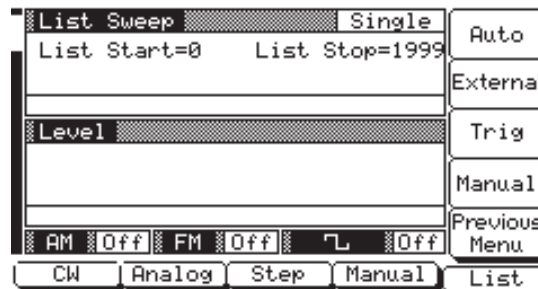 List Sweep Single
List Start=0 List Stop=1999
Level
AM Off FM Off Off
Auto
Externa
Trig
Manual
Previous
Menu
CW Analog Step Manual List